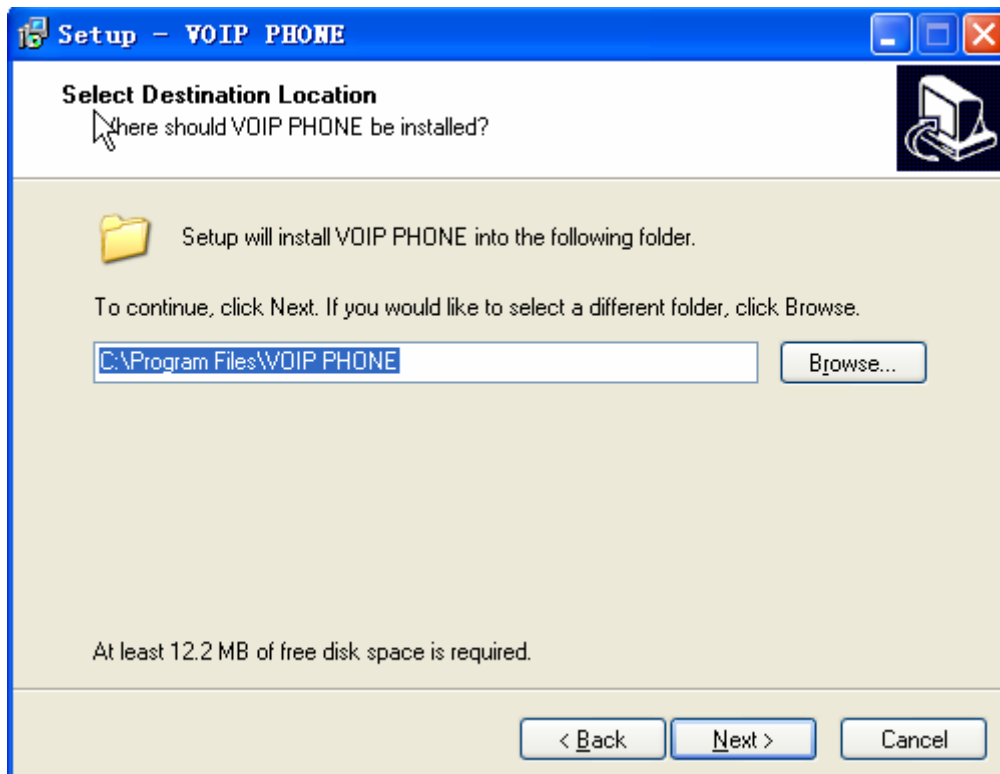 Setup - VOIP PHONE
Select Destination Location
Where should VOIP PHONE be installed?
Setup will install VOIP PHONE into the following folder.
To continue, click Next. If you would like to select a different folder, click Browse.
C:\Program Files\VOIP PHONE
Browse...
At least 12.2 MB of free disk space is required.
< Back
Next >
Cancel